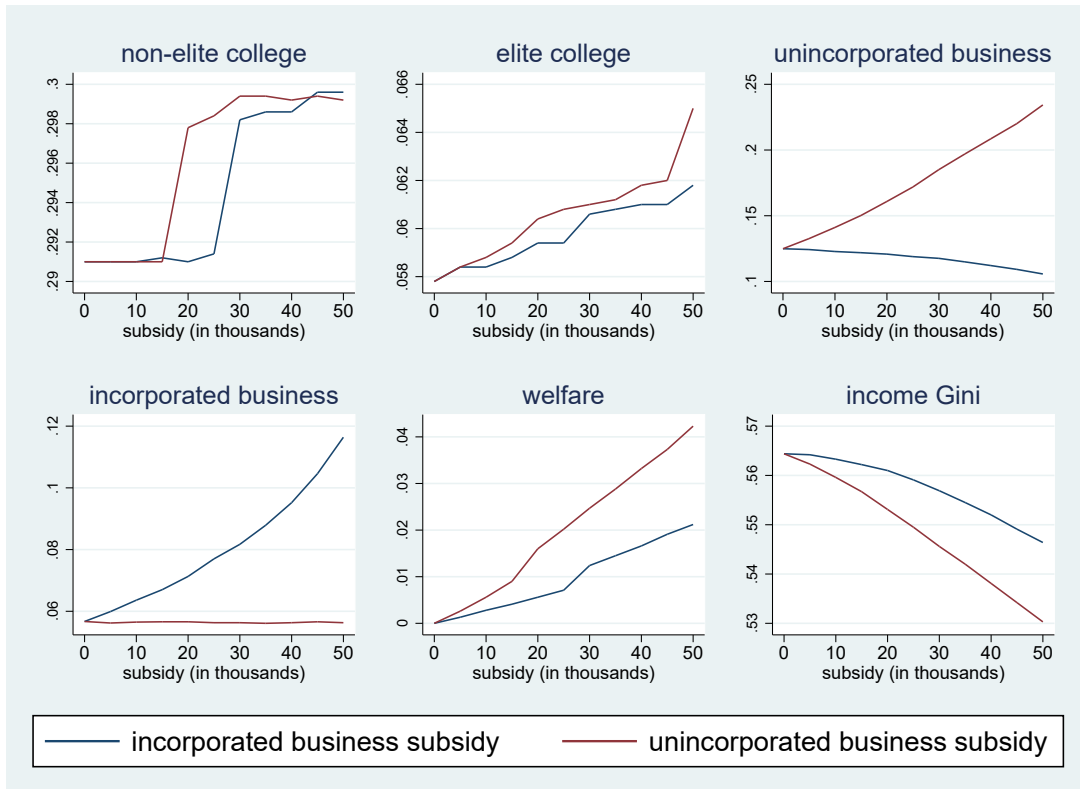 non-elite college
.3
.298
.296
.294
.292
.29
0 10 20 30 40 50
subsidy (in thousands)
elite college
.066
.064
.062
.06
.058
0 10 20 30 40 50
subsidy (in thousands)
unincorporated business
.25
.2
.15
.1
0 10 20 30 40 50
subsidy (in thousands)
incorporated business
.12
.1
.08
.06
0 10 20 30 40 50
subsidy (in thousands)
welfare
.04
.03
.02
.01
0
0 10 20 30 40 50
subsidy (in thousands)
income Gini
.57
.56
.55
.54
.53
0 10 20 30 40 50
subsidy (in thousands)
incorporated business subsidy
unincorporated business subsidy